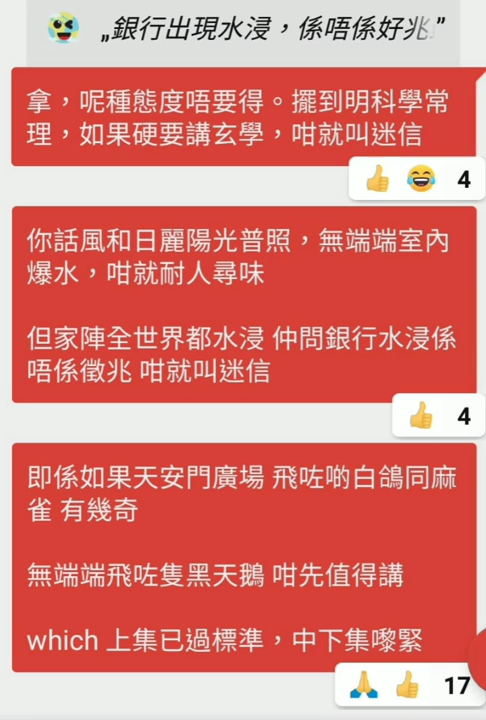 „銀行出現水浸，係唔係好兆”
拿，呢種態度唔要得。擺到明科學常
理，如果硬要講玄學，咁就叫迷信
4
你話風和日麗陽光普照，無端端室內
爆水，咁就耐人尋味
但家陣全世界都水浸 仲問銀行水浸係
唔係徵兆 咁就叫迷信
4
即係如果天安門廣場 飛咗啲白鴿同麻
雀 有幾奇
無端端飛咗隻黑天鵝 咁先值得講
which 上集已過標準，中下集嚟緊
17